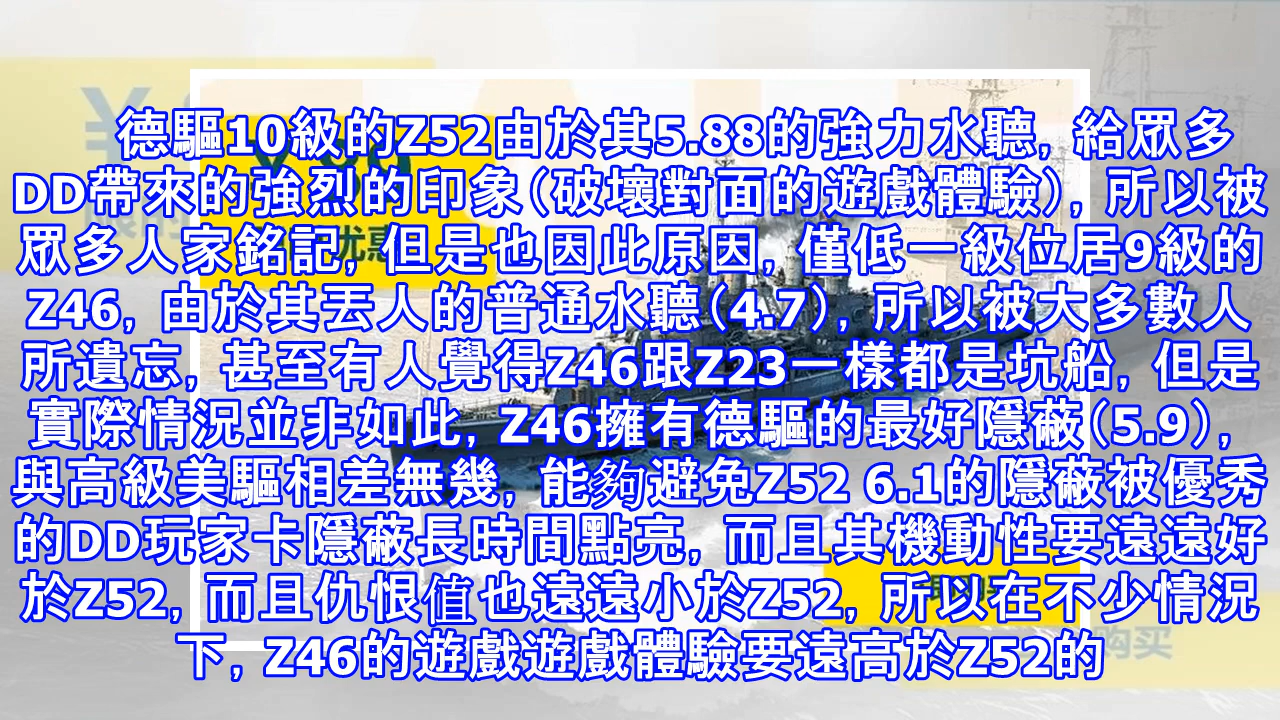 德驅10級的Z52由於其5.88的強力水聽, 給眾多
DD帶來的強烈的印象(破壞對面的遊戲體驗), 所以被
眾多人家銘記, 但是也因此原因, 僅低一級位居9級的
Z46, 由於其丟人的普通水聽(4.7), 所以被大多數人
所遺忘, 甚至有人覺得Z46跟Z23一樣都是坑船, 但是
實際情況並非如此, Z46擁有德驅的最好隱蔽(5.9),
與高級美驅相差無幾, 能夠避免Z52 6.1的隱蔽被優秀
的DD玩家卡隱蔽長時間點亮, 而且其機動性要遠遠好
於Z52, 而且仇恨值也遠遠小於Z52, 所以在不少情況
下, Z46的遊戲遊戲體驗要遠高於Z52的
购买